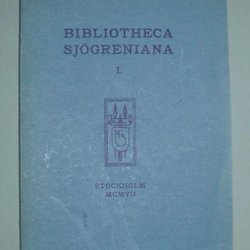 BIBLIOTHECA
SJÖGRENIANA
I.
STOCKHOLM
MCMVII.